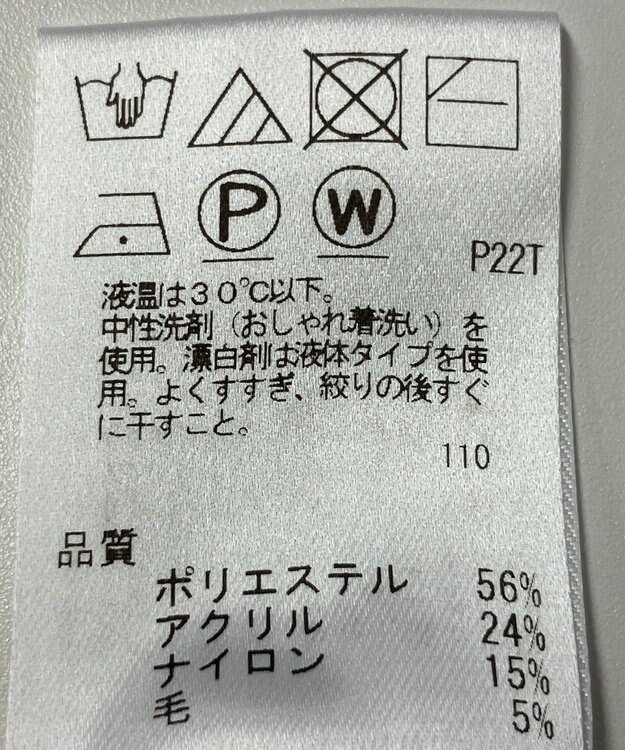 P W
P22T
液温は30℃以下。
中性洗剤(おしゃれ着洗い)を
使用。漂白剤は液体タイプを使
用。よくすすぎ、絞りの後すぐ
に干すこと。
110
品質
ポリエステル 56%
アクリル 24%
ナイロン 15%
毛 5%